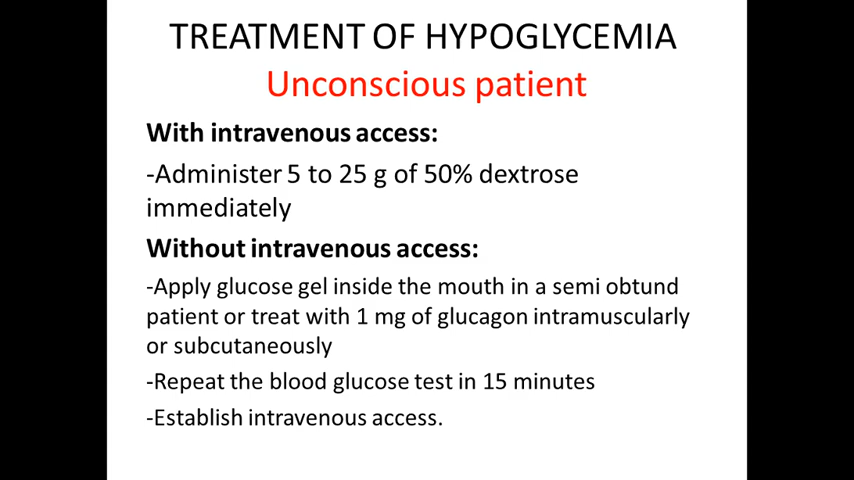 TREATMENT OF HYPOGLYCEMIA
Unconscious patient
With intravenous access:
-Administer 5 to 25 g of 50% dextrose
immediately
Without intravenous access:
-Apply glucose gel inside the mouth in a semi obtund
patient or treat with 1 mg of glucagon intramuscularly
or subcutaneously
-Repeat the blood glucose test in 15 minutes
-Establish intravenous access.